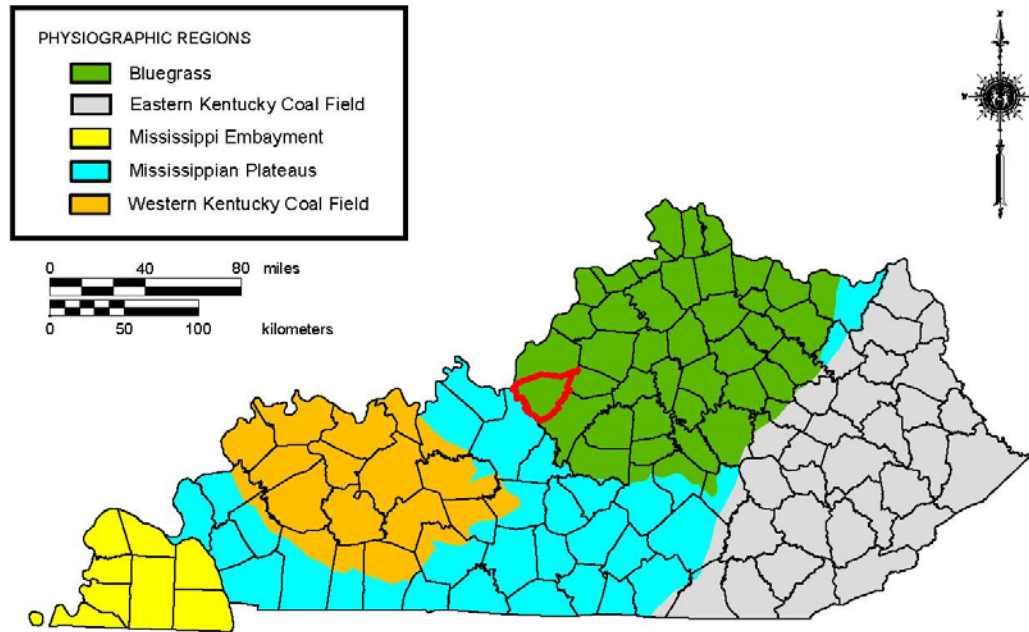 PHYSIOGRAPHIC REGIONS
Bluegrass
Eastern Kentucky Coal Field
Mississippi Embayment
Mississippian Plateaus
Western Kentucky Coal Field
0 40 80 miles
0 50 100 kilometers